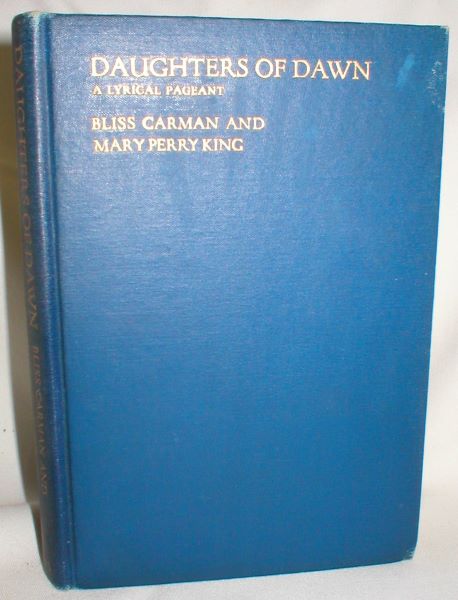 DAUGHTERS OF DAWN
A LYRICAL PAGEANT
BLISS CARMAN AND
MARY PERRY KING
DAUGHTERS OF DAWN BLISS CARMAN AND